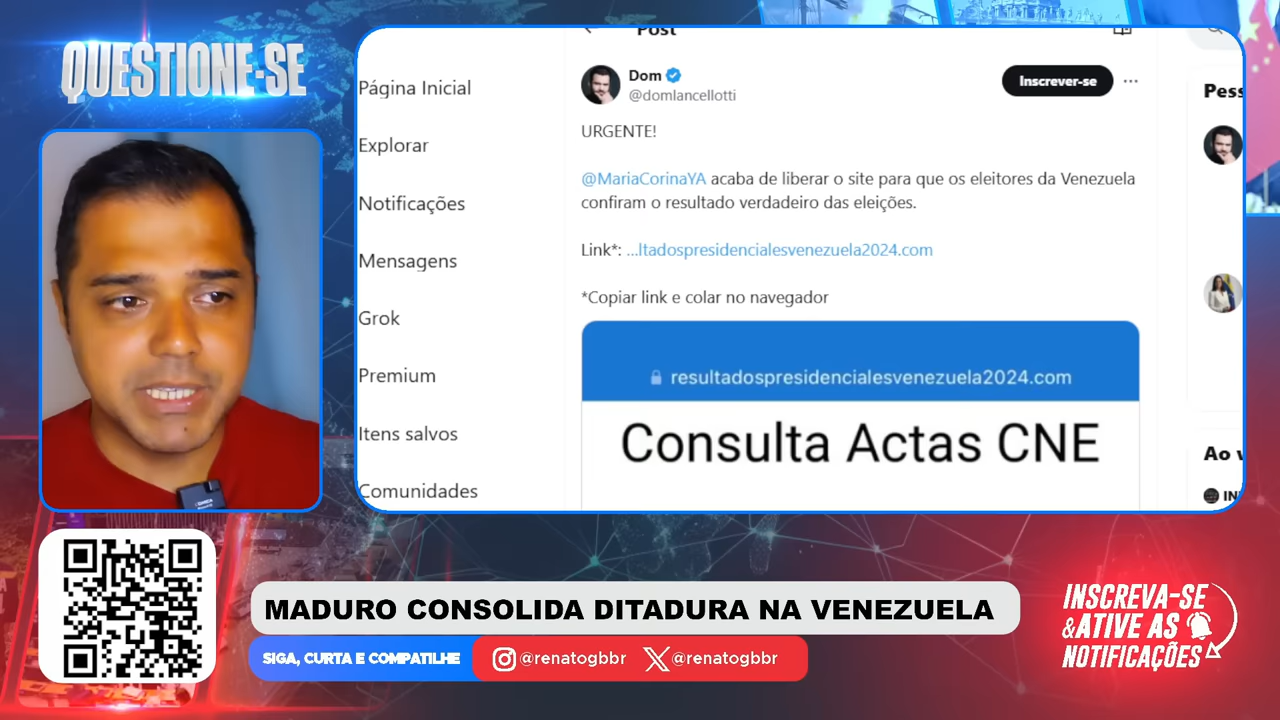 QUESTIONE-SE
Post
Página Inicial
Explorar
Notificações
Mensagens
Grok
Premium
Itens salvos
Comunidades
Dom
@domlancellotti
Inscrever-se
URGENTE!
@MariaCorinaYA acaba de liberar o site para que os eleitores da Venezuela
confiram o resultado verdadeiro das eleições.
Link*: ...ltadospresidencialesvenezuela2024.com
*Copiar link e colar no navegador
resultadospresidencialesvenezuela2024.com
Consulta Actas CNE
Pess
Ao v
IN
MADURO CONSOLIDA DITADURA NA VENEZUELA
SIGA, CURTA E COMPATILHE
@renatogbbr
@renatogbbr
INSCREVA-SE
&ATIVE AS
NOTIFICAÇÕES